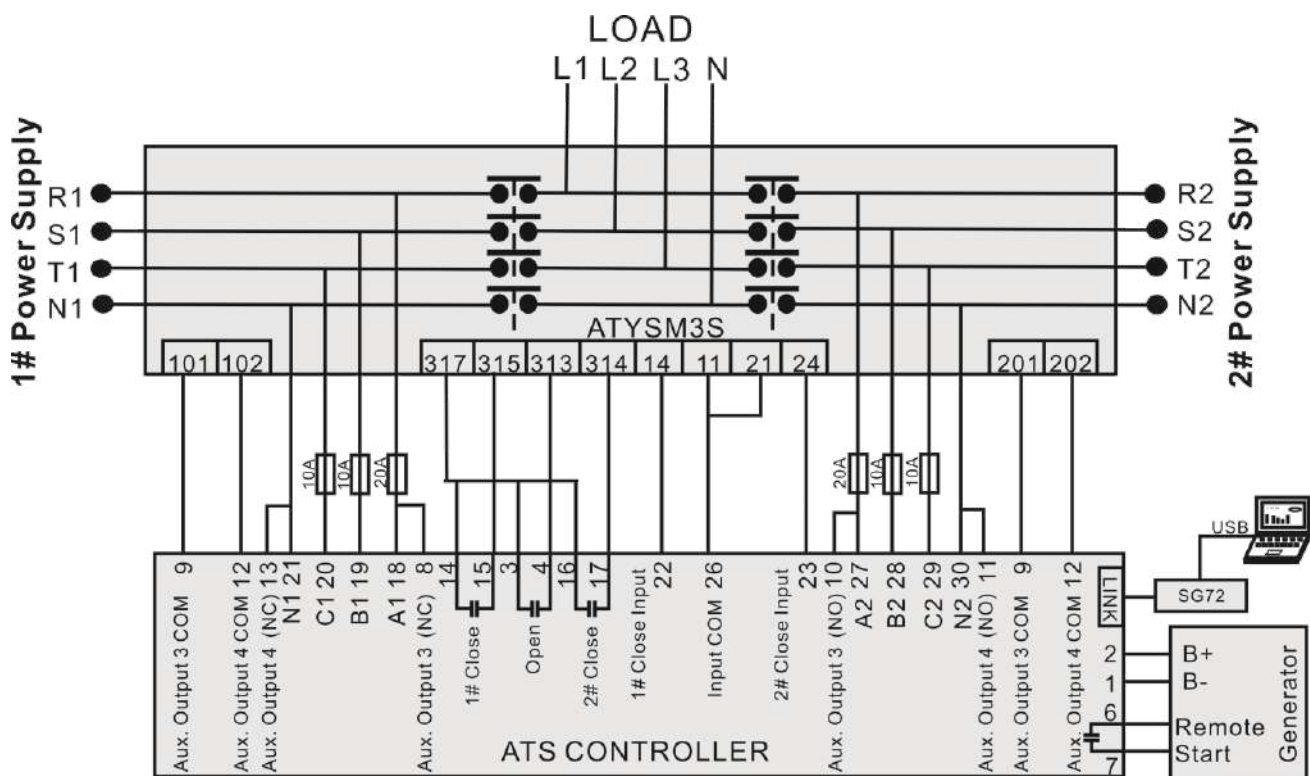 LOAD
L1 L2 L3 N
1# Power Supply
R1
S1
T1
N1
R2
S2
T2
N2
2# Power Supply
ATYSM3S
101 102 317 315 313 314 14 11 21 24 201 202
10A 10A 20A 20A 10A 10A
USB
SG72
LINK
Aux. Output 3 COM 9
Aux. Output 4 COM 12
Aux. Output 4 (NC) 13
N1 21
C1 20
B1 19
A1 18
Aux. Output 3 (NC) 8
14
1# Close 15
3
Open 4
16
2# Close 17
1# Close Input 22
Input COM 26
2# Close Input 23
Aux. Output 3 (NO) 10
A2 27
B2 28
C2 29
N2 30
Aux. Output 4 (NO) 11
Aux. Output 3 COM 9
Aux. Output 4 COM 12
2 B+
1 B-
6 Remote
7 Start
Generator
ATS CONTROLLER